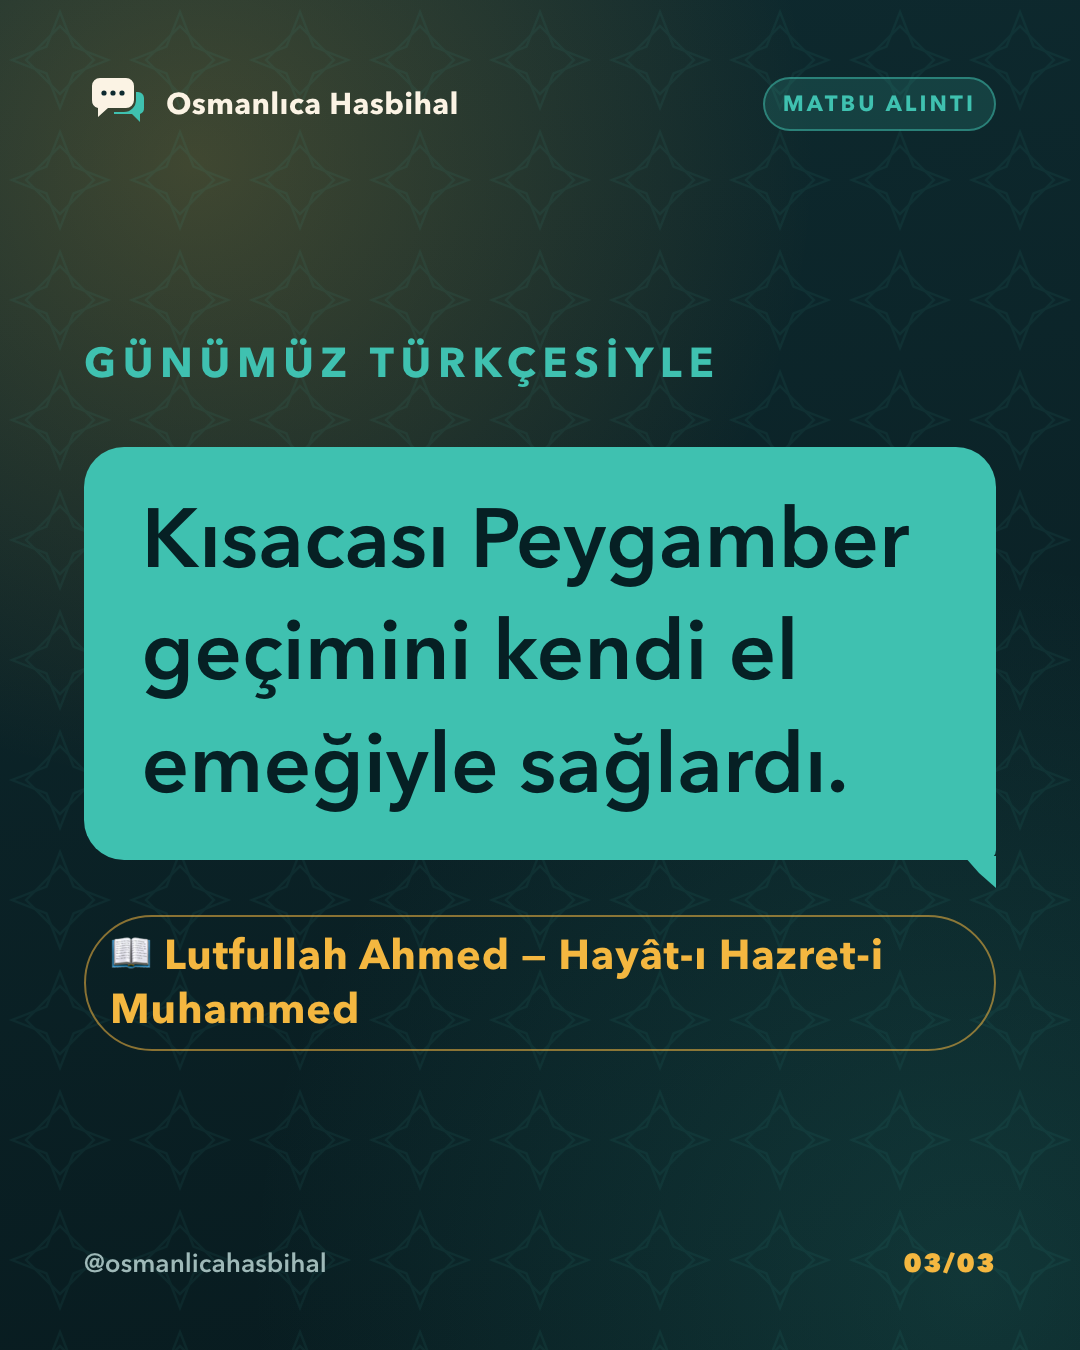 Osmanlıca Hasbihal
MATBU ALINTI
GÜNÜMÜZ TÜRKÇESİYLE
Kısacası Peygamber
geçimini kendi el
emeğiyle sağlardı.
📖 Lutfullah Ahmed — Hayât-ı Hazret-i
Muhammed
@osmanlicahasbihal
03/03